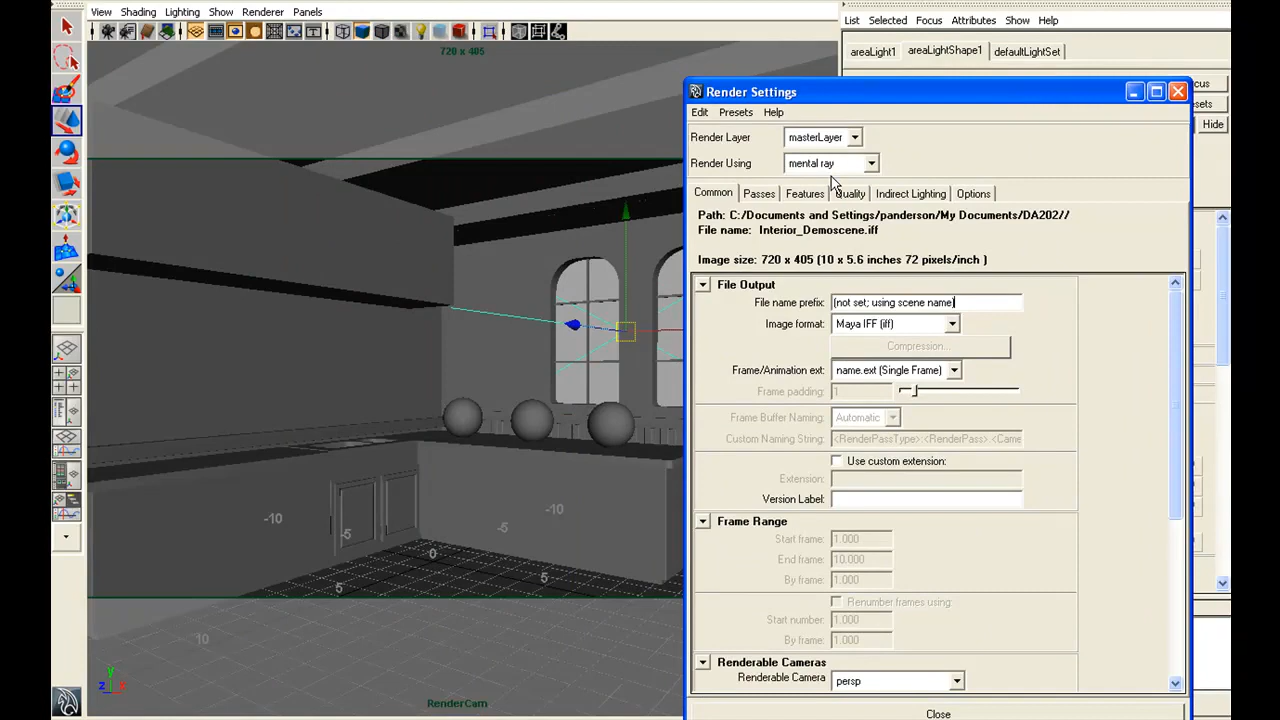 View Shading Lighting Show Renderer Panels
List Selected Focus Attributes Show Help
720 x 405
areaLight1 areaLightShape1 defaultLightSet
cus
sets
Hide
Render Settings
Edit Presets Help
Render Layer masterLayer
Render Using mental ray
Common Passes Features Quality Indirect Lighting Options
Path: C:/Documents and Settings/panderson/My Documents/DA202//
File name: Interior_Demoscene.iff
Image size: 720 x 405 (10 x 5.6 inches 72 pixels/inch )
File Output
File name prefix: (not set; using scene name)
Image format: Maya IFF (iff)
Compression...
Frame/Animation ext: name.ext (Single Frame)
Frame padding: 1
Frame Buffer Naming: Automatic
Custom Naming String: <RenderPassType>:<RenderPass>.<Came
Use custom extension:
Extension:
Version Label:
Frame Range
Start frame: 1.000
End frame: 10.000
By frame: 1.000
Renumber frames using:
Start number: 1.000
By frame: 1.000
Renderable Cameras
Renderable Camera persp
Close
-10 -5 0 5
-10 -5 5
10
y
z x
RenderCam